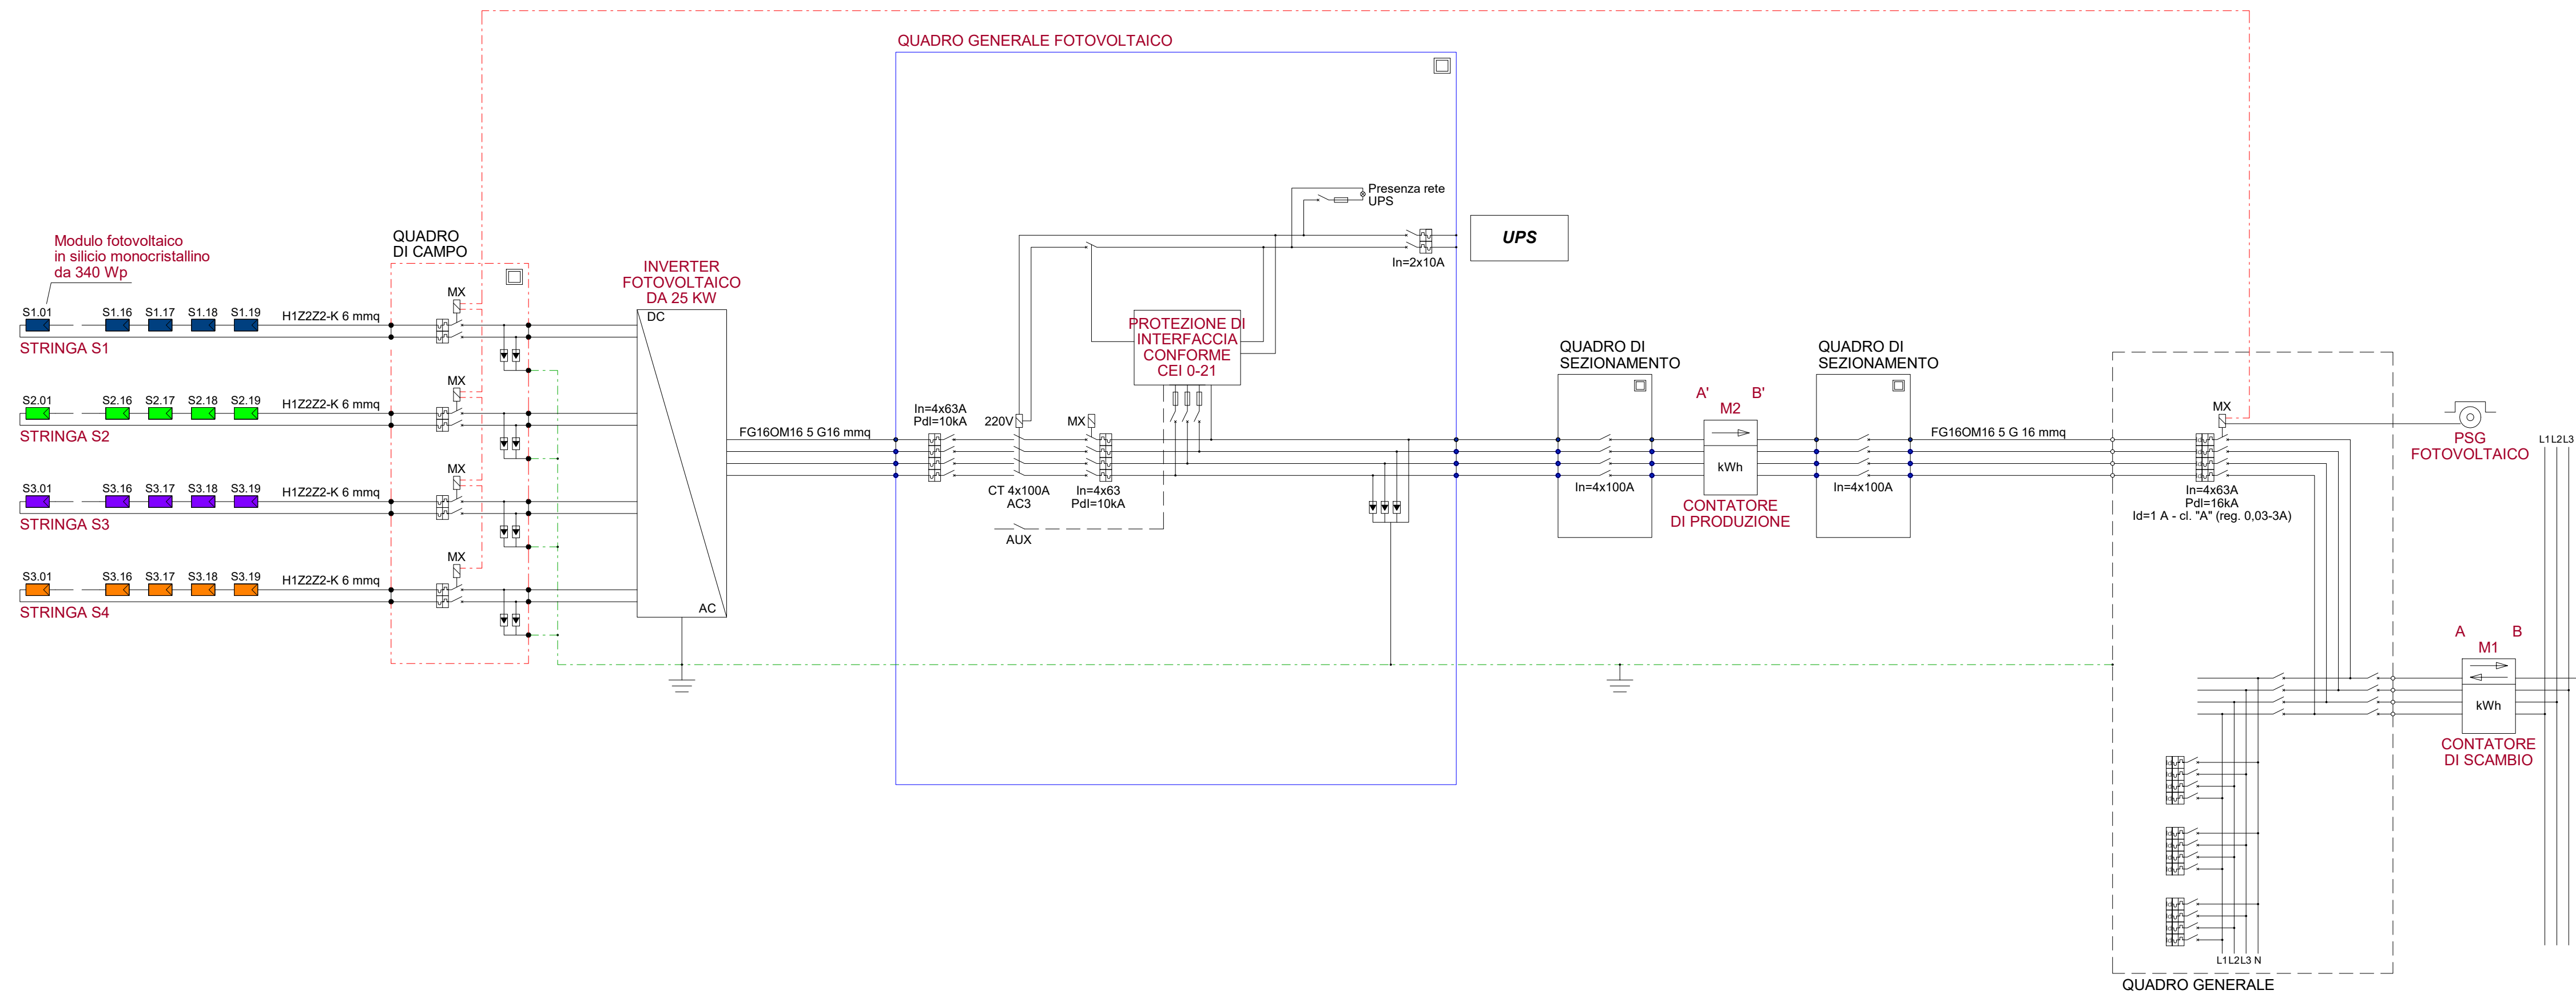 QUADRO GENERALE FOTOVOLTAICO
Presenza rete
UPS
UPS
In=2x10A
Modulo fotovoltaico
in silicio monocristallino
da 340 Wp
QUADRO
DI CAMPO
INVERTER
FOTOVOLTAICO
DA 25 KW
DC
AC
MX
S1.01 S1.16 S1.17 S1.18 S1.19 H1Z2Z2-K 6 mmq
STRINGA S1
MX
S2.01 S2.16 S2.17 S2.18 S2.19 H1Z2Z2-K 6 mmq
STRINGA S2
MX
S3.01 S3.16 S3.17 S3.18 S3.19 H1Z2Z2-K 6 mmq
STRINGA S3
MX
S3.01 S3.16 S3.17 S3.18 S3.19 H1Z2Z2-K 6 mmq
STRINGA S4
FG16OM16 5 G16 mmq
In=4x63A
PdI=10kA
220V
MX
CT 4x100A
AC3
In=4x63
PdI=10kA
AUX
PROTEZIONE DI
INTERFACCIA
CONFORME
CEI 0-21
QUADRO DI
SEZIONAMENTO
In=4x100A
A' B'
M2
kWh
CONTATORE
DI PRODUZIONE
QUADRO DI
SEZIONAMENTO
In=4x100A
FG16OM16 5 G 16 mmq
MX
In=4x63A
PdI=16kA
Id=1 A - cl. "A" (reg. 0,03-3A)
PSG
FOTOVOLTAICO
L1L2L3
A B
M1
kWh
CONTATORE
DI SCAMBIO
L1L2L3 N
QUADRO GENERALE